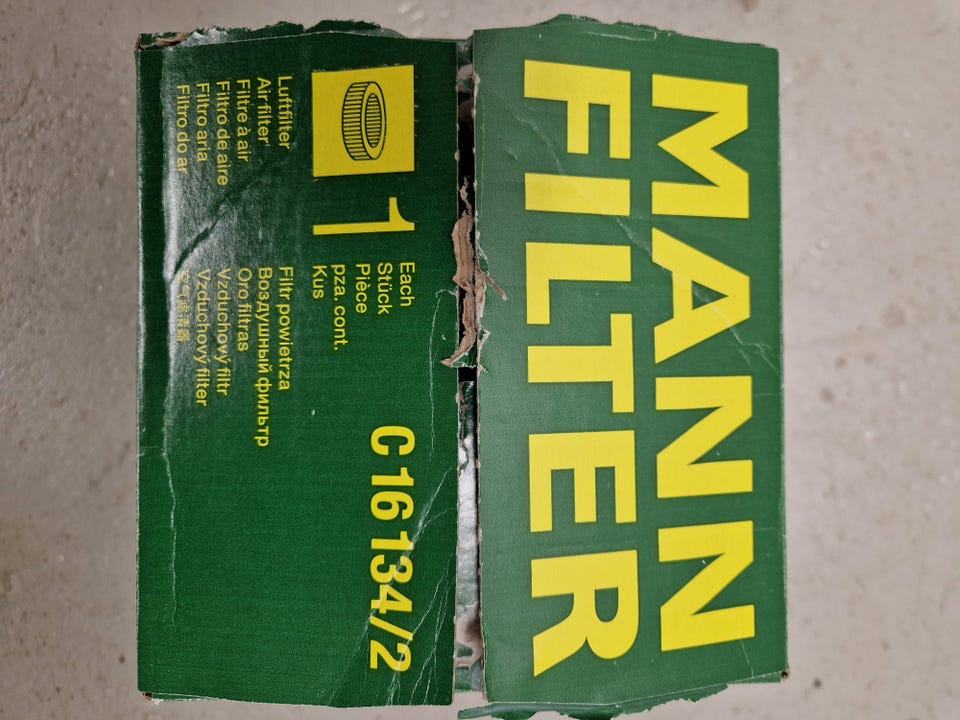 MANN
FILTER
1
Each
Stück
Pièce
pza. cont.
Kus
C 16 134/2
Luftfilter
Air filter
Filtre à air
Filtro de aire
Filtro aria
Filtro do ar
Filtr powietrza
Воздушный фильтр
Oro filtras
Vzduchový filtr
Vzduchový filter